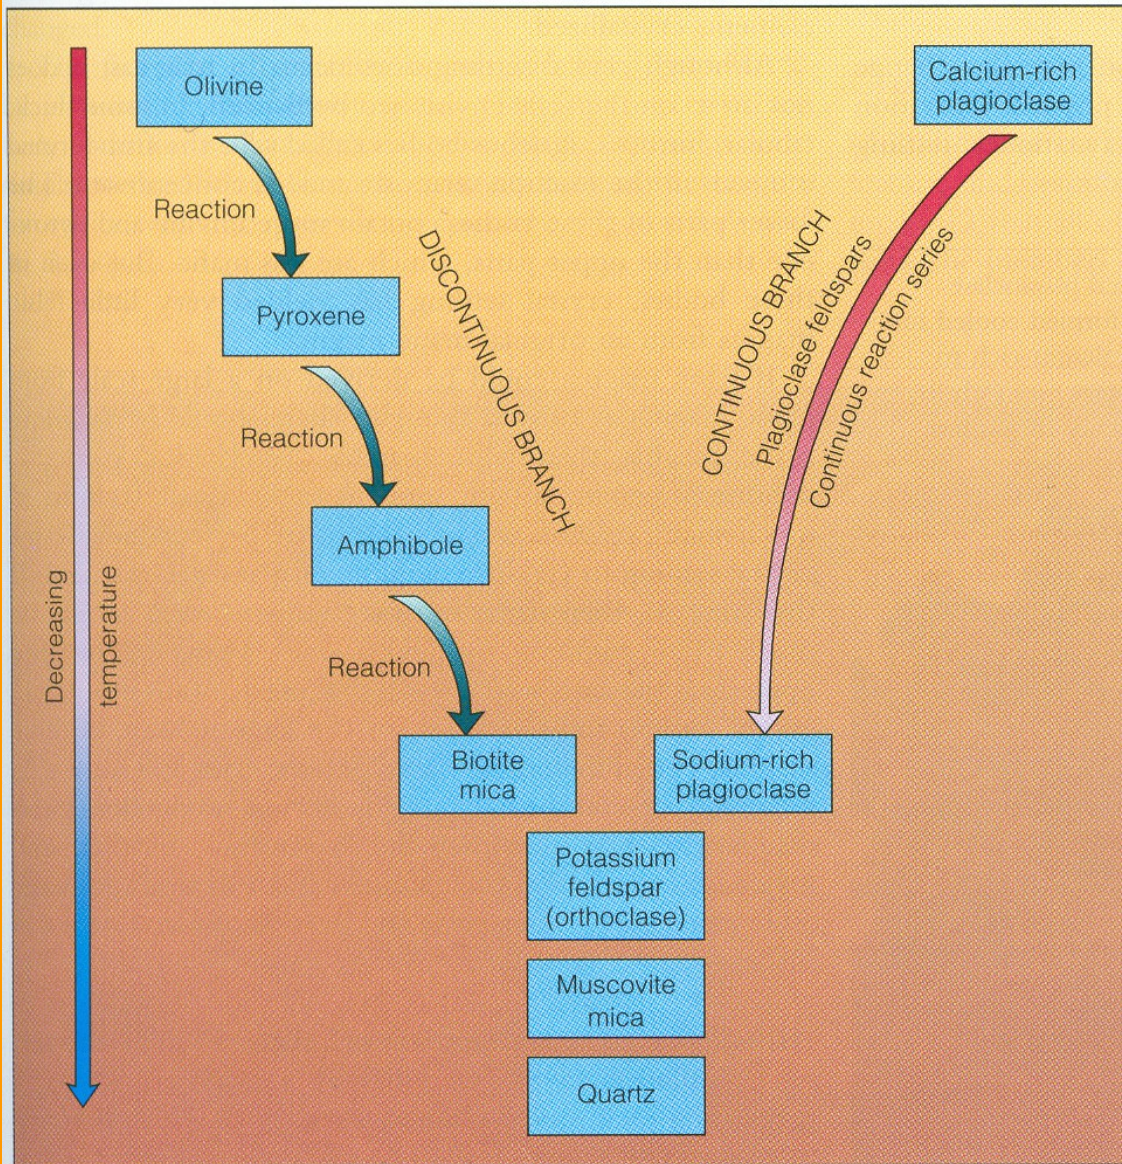 Olivine
Calcium-rich
plagioclase
Reaction
Pyroxene
DISCONTINUOUS BRANCH
CONTINUOUS BRANCH
Plagioclase feldspars
Continuous reaction series
Reaction
Amphibole
Decreasing
temperature
Reaction
Biotite
mica
Sodium-rich
plagioclase
Potassium
feldspar
(orthoclase)
Muscovite
mica
Quartz